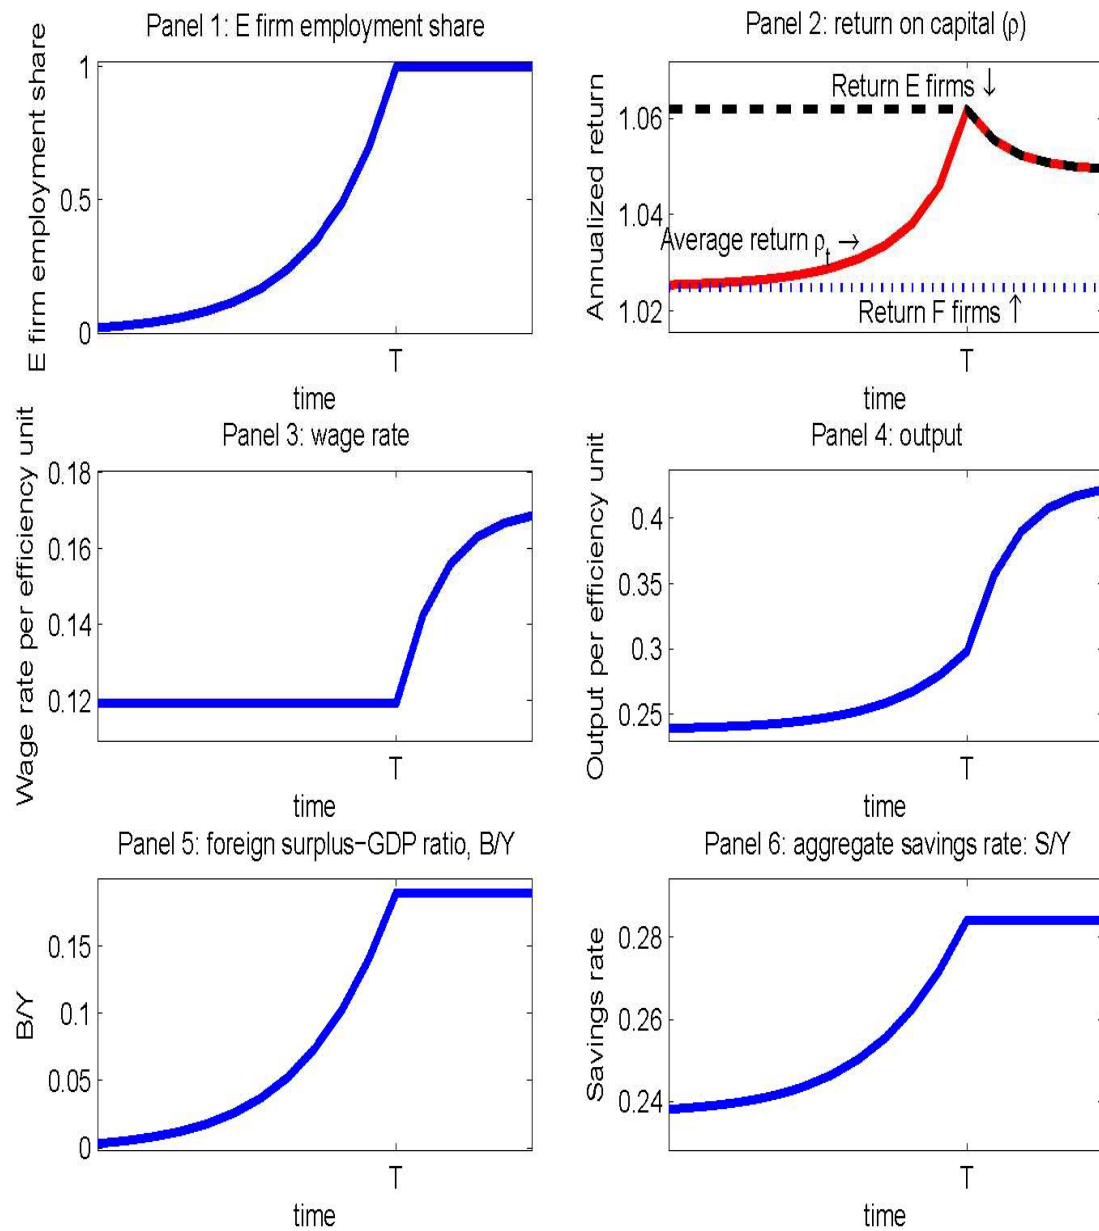 Panel 1: E firm employment share
E firm employment share
1
0.5
0
T
time
Panel 2: return on capital (ρ)
Annualized return
1.06
1.04
1.02
Return E firms ↓
Average return ρt →
Return F firms ↑
T
time
Panel 3: wage rate
Wage rate per efficiency unit
0.18
0.16
0.14
0.12
T
time
Panel 4: output
Output per efficiency unit
0.4
0.35
0.3
0.25
T
time
Panel 5: foreign surplus−GDP ratio, B/Y
B/Y
0.15
0.1
0.05
0
T
time
Panel 6: aggregate savings rate: S/Y
Savings rate
0.28
0.26
0.24
T
time